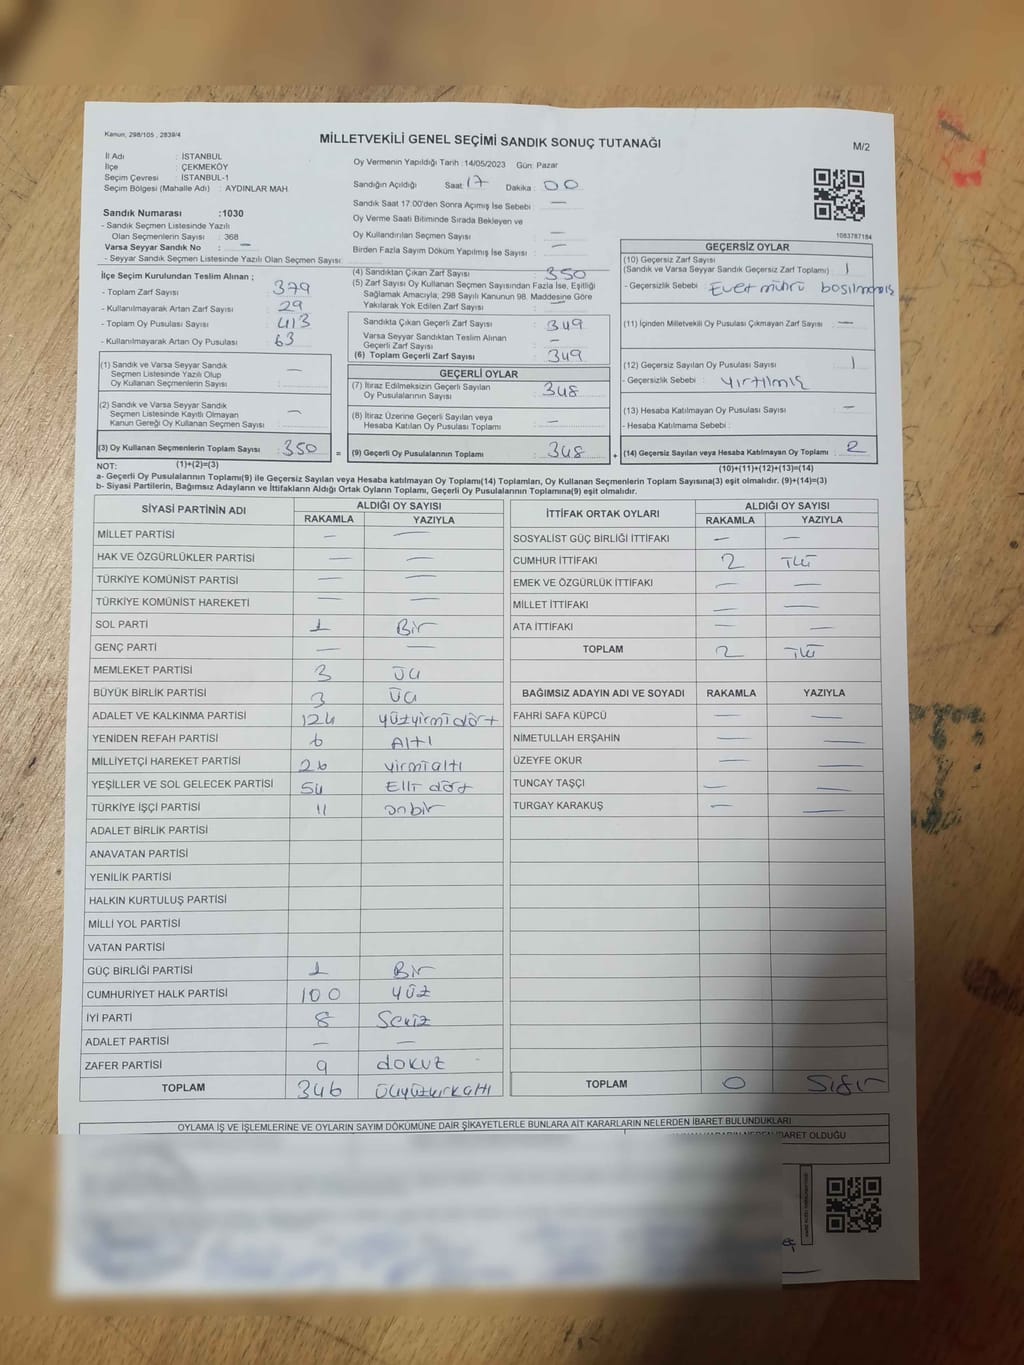 Kanun; 298/105 , 2839/4
MİLLETVEKİLİ GENEL SEÇİMİ SANDIK SONUÇ TUTANAĞI
M/2
İl Adı : İSTANBUL
İlçe : ÇEKMEKÖY
Seçim Çevresi : İSTANBUL-1
Seçim Bölgesi (Mahalle Adı) : AYDINLAR MAH.
Oy Vermenin Yapıldığı Tarih :14/05/2023 Gün: Pazar
Sandığın Açıldığı Saat 17 Dakika : 00
Sandık Saat 17.00'den Sonra Açımış İse Sebebi : —
Oy Verme Saati Bitiminde Sırada Bekleyen ve
Oy Kullandırılan Seçmen Sayısı : —
Birden Fazla Sayım Döküm Yapılmış İse Sayısı : —
1083787184
Sandık Numarası :1030
- Sandık Seçmen Listesinde Yazılı
Olan Seçmenlerin Sayısı : 368
Varsa Seyyar Sandık No : —
- Seyyar Sandık Seçmen Listesinde Yazılı Olan Seçmen Sayısı:
İlçe Seçim Kurulundan Teslim Alınan ;
- Toplam Zarf Sayısı 379
- Kullanılmayarak Artan Zarf Sayısı 29
- Toplam Oy Pusulası Sayısı 413
- Kullanılmayarak Artan Oy Pusulası 63
(1) Sandık ve Varsa Seyyar Sandık
Seçmen Listesinde Yazılı Olup
Oy Kullanan Seçmenlerin Sayısı —
(2) Sandık ve Varsa Seyyar Sandık
Seçmen Listesinde Kayıtlı Olmayan
Kanun Gereği Oy Kullanan Seçmen Sayısı —
(3) Oy Kullanan Seçmenlerin Toplam Sayısı 350
(4) Sandıktan Çıkan Zarf Sayısı 350
(5) Zarf Sayısı Oy Kullanan Seçmen Sayısından Fazla İse, Eşitliği
Sağlamak Amacıyla; 298 Sayılı Kanunun 98. Maddesine Göre
Yakılarak Yok Edilen Zarf Sayısı —
Sandıkta Çıkan Geçerli Zarf Sayısı : 349
Varsa Seyyar Sandıktan Teslim Alınan
Geçerli Zarf Sayısı —
(6) Toplam Geçerli Zarf Sayısı : 349
GEÇERLİ OYLAR
(7) İtiraz Edilmeksizin Geçerli Sayılan
Oy Pusulalarının Sayısı : 348
(8) İtiraz Üzerine Geçerli Sayılan veya
Hesaba Katılan Oy Pusulası Toplamı —
= (9) Geçerli Oy Pusulalarının Toplamı : 348
GEÇERSİZ OYLAR
(10) Geçersiz Zarf Sayısı
(Sandık ve Varsa Seyyar Sandık Geçersiz Zarf Toplamı) 1
- Geçersizlik Sebebi : Evet mührü basılmamış
(11) İçinden Milletvekili Oy Pusulası Çıkmayan Zarf Sayısı : —
(12) Geçersiz Sayılan Oy Pusulası Sayısı 1
- Geçersizlik Sebebi : yırtılmış
(13) Hesaba Katılmayan Oy Pusulası Sayısı : —
- Hesaba Katılmama Sebebi :
+ (14) Geçersiz Sayılan veya Hesaba Katılmayan Oy Toplamı : 2
NOT: (1)+(2)=(3)
(10)+(11)+(12)+(13)=(14)
a- Geçerli Oy Pusulalarının Toplamı(9) ile Geçersiz Sayılan veya Hesaba Katılmayan Oy Toplamı(14) Toplamları, Oy Kullanan Seçmenlerin Toplam Sayısına(3) eşit olmalıdır. (9)+(14)=(3)
b- Siyasi Partilerin, Bağımsız Adayların ve İttifakların Aldığı Ortak Oyların Toplamı, Geçerli Oy Pusulalarının Toplamına(9) eşit olmalıdır.
SİYASİ PARTİNİN ADI ALDIĞI OY SAYISI
RAKAMLA YAZIYLA
MİLLET PARTİSİ — —
HAK VE ÖZGÜRLÜKLER PARTİSİ — —
TÜRKİYE KOMÜNİST PARTİSİ — —
TÜRKİYE KOMÜNİST HAREKETİ — —
SOL PARTİ 1 Bir
GENÇ PARTİ — —
MEMLEKET PARTİSİ 3 Üç
BÜYÜK BİRLİK PARTİSİ 3 Üç
ADALET VE KALKINMA PARTİSİ 124 yüzyirmidört
YENİDEN REFAH PARTİSİ 6 Altı
MİLLİYETÇİ HAREKET PARTİSİ 26 yirmialtı
YEŞİLLER VE SOL GELECEK PARTİSİ 54 Elli dört
TÜRKİYE İŞÇİ PARTİSİ 11 onbir
ADALET BİRLİK PARTİSİ
ANAVATAN PARTİSİ
YENİLİK PARTİSİ
HALKIN KURTULUŞ PARTİSİ
MİLLİ YOL PARTİSİ
VATAN PARTİSİ
GÜÇ BİRLİĞİ PARTİSİ 1 Bir
CUMHURİYET HALK PARTİSİ 100 yüz
İYİ PARTİ 8 Sekiz
ADALET PARTİSİ — —
ZAFER PARTİSİ 9 dokuz
TOPLAM 346 üçyüzkırkaltı
İTTİFAK ORTAK OYLARI ALDIĞI OY SAYISI
RAKAMLA YAZIYLA
SOSYALİST GÜÇ BİRLİĞİ İTTİFAKI — —
CUMHUR İTTİFAKI 2 İki
EMEK VE ÖZGÜRLÜK İTTİFAKI — —
MİLLET İTTİFAKI — —
ATA İTTİFAKI — —
TOPLAM 2 İki
BAĞIMSIZ ADAYIN ADI VE SOYADI RAKAMLA YAZIYLA
FAHRİ SAFA KÜPCÜ — —
NİMETULLAH ERŞAHİN — —
ÜZEYFE OKUR — —
TUNCAY TAŞÇI — —
TURGAY KARAKUŞ — —
TOPLAM 0 Sıfır
OYLAMA İŞ VE İŞLEMLERİNE VE OYLARIN SAYIM DÖKÜMÜNE DAİR ŞİKAYETLERLE BUNLARA AİT KARARLARIN NELERDEN İBARET BULUNDUKLARI
İBARET OLDUĞU